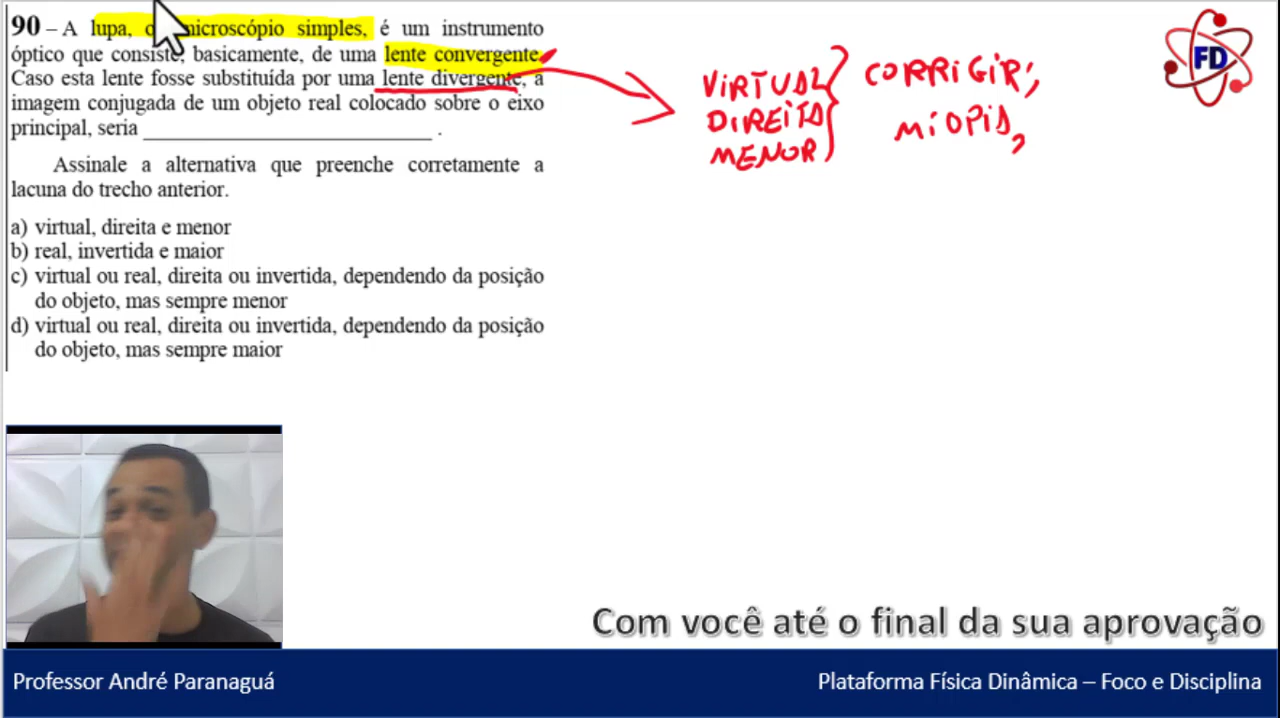 90 – A lupa, o microscópio simples, é um instrumento
óptico que consiste, basicamente, de uma lente convergente.
Caso esta lente fosse substituída por uma lente divergente, a
imagem conjugada de um objeto real colocado sobre o eixo
principal, seria ______________________________ .
Assinale a alternativa que preenche corretamente a
lacuna do trecho anterior.
a) virtual, direita e menor
b) real, invertida e maior
c) virtual ou real, direita ou invertida, dependendo da posição
do objeto, mas sempre menor
d) virtual ou real, direita ou invertida, dependendo da posição
do objeto, mas sempre maior
VIRTUAL
DIREITA
MENOR
CORRIGIR;
MIOPIA,
FD
Com você até o final da sua aprovação
Professor André Paranaguá
Plataforma Física Dinâmica – Foco e Disciplina